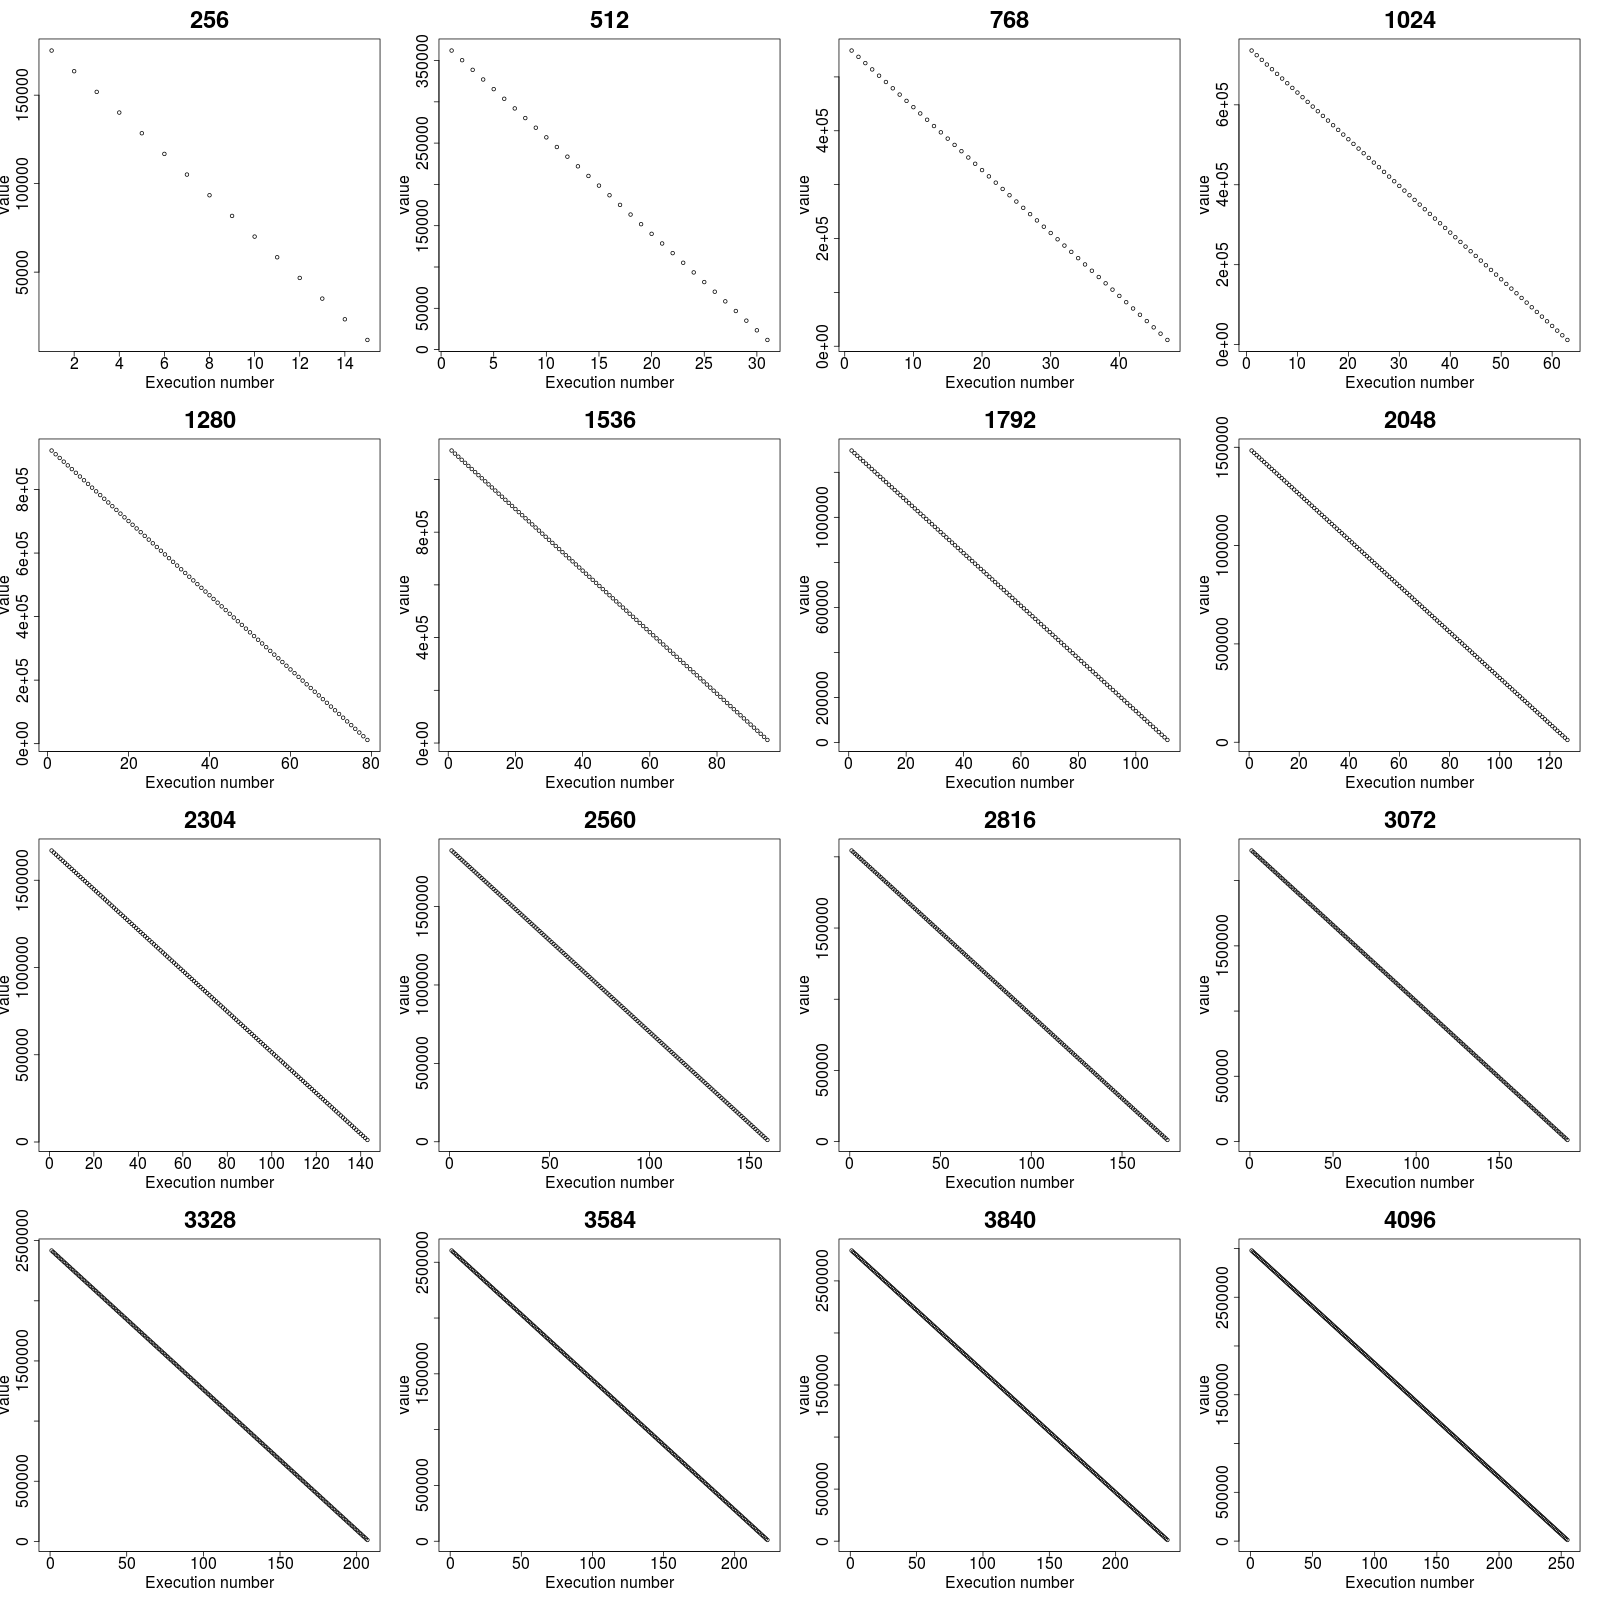 256
value
50000 100000 150000
2 4 6 8 10 12 14
Execution number
512
value
0 50000 150000 250000 350000
0 5 10 15 20 25 30
Execution number
768
value
0e+00 2e+05 4e+05
0 10 20 30 40
Execution number
1024
value
0e+00 2e+05 4e+05 6e+05
0 10 20 30 40 50 60
Execution number
1280
value
0e+00 2e+05 4e+05 6e+05 8e+05
0 20 40 60 80
Execution number
1536
value
0e+00 4e+05 8e+05
0 20 40 60 80
Execution number
1792
value
0 200000 600000 1000000
0 20 40 60 80 100
Execution number
2048
value
0 500000 1000000 1500000
0 20 40 60 80 100 120
Execution number
2304
value
0 500000 1000000 1500000
0 20 40 60 80 100 120 140
Execution number
2560
value
0 500000 1000000 1500000
0 50 100 150
Execution number
2816
value
0 500000 1500000
0 50 100 150
Execution number
3072
value
0 500000 1500000
0 50 100 150
Execution number
3328
value
0 500000 1500000 2500000
0 50 100 150 200
Execution number
3584
value
0 500000 1500000 2500000
0 50 100 150 200
Execution number
3840
value
0 500000 1500000 2500000
0 50 100 150 200
Execution number
4096
value
0 500000 1500000 2500000
0 50 100 150 200 250
Execution number